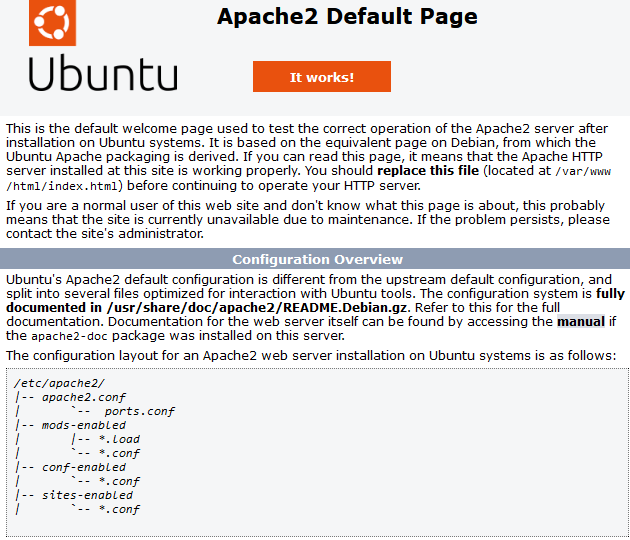 Apache2 Default Page
Ubuntu
It works!
This is the default welcome page used to test the correct operation of the Apache2 server after
installation on Ubuntu systems. It is based on the equivalent page on Debian, from which the
Ubuntu Apache packaging is derived. If you can read this page, it means that the Apache HTTP
server installed at this site is working properly. You should replace this file (located at /var/www
/html/index.html) before continuing to operate your HTTP server.
If you are a normal user of this web site and don't know what this page is about, this probably
means that the site is currently unavailable due to maintenance. If the problem persists, please
contact the site's administrator.
Configuration Overview
Ubuntu's Apache2 default configuration is different from the upstream default configuration, and
split into several files optimized for interaction with Ubuntu tools. The configuration system is fully
documented in /usr/share/doc/apache2/README.Debian.gz. Refer to this for the full
documentation. Documentation for the web server itself can be found by accessing the manual if
the apache2-doc package was installed on this server.
The configuration layout for an Apache2 web server installation on Ubuntu systems is as follows:
/etc/apache2/
|-- apache2.conf
|       `--  ports.conf
|-- mods-enabled
|       |-- *.load
|       `-- *.conf
|-- conf-enabled
|       `-- *.conf
|-- sites-enabled
|       `-- *.conf